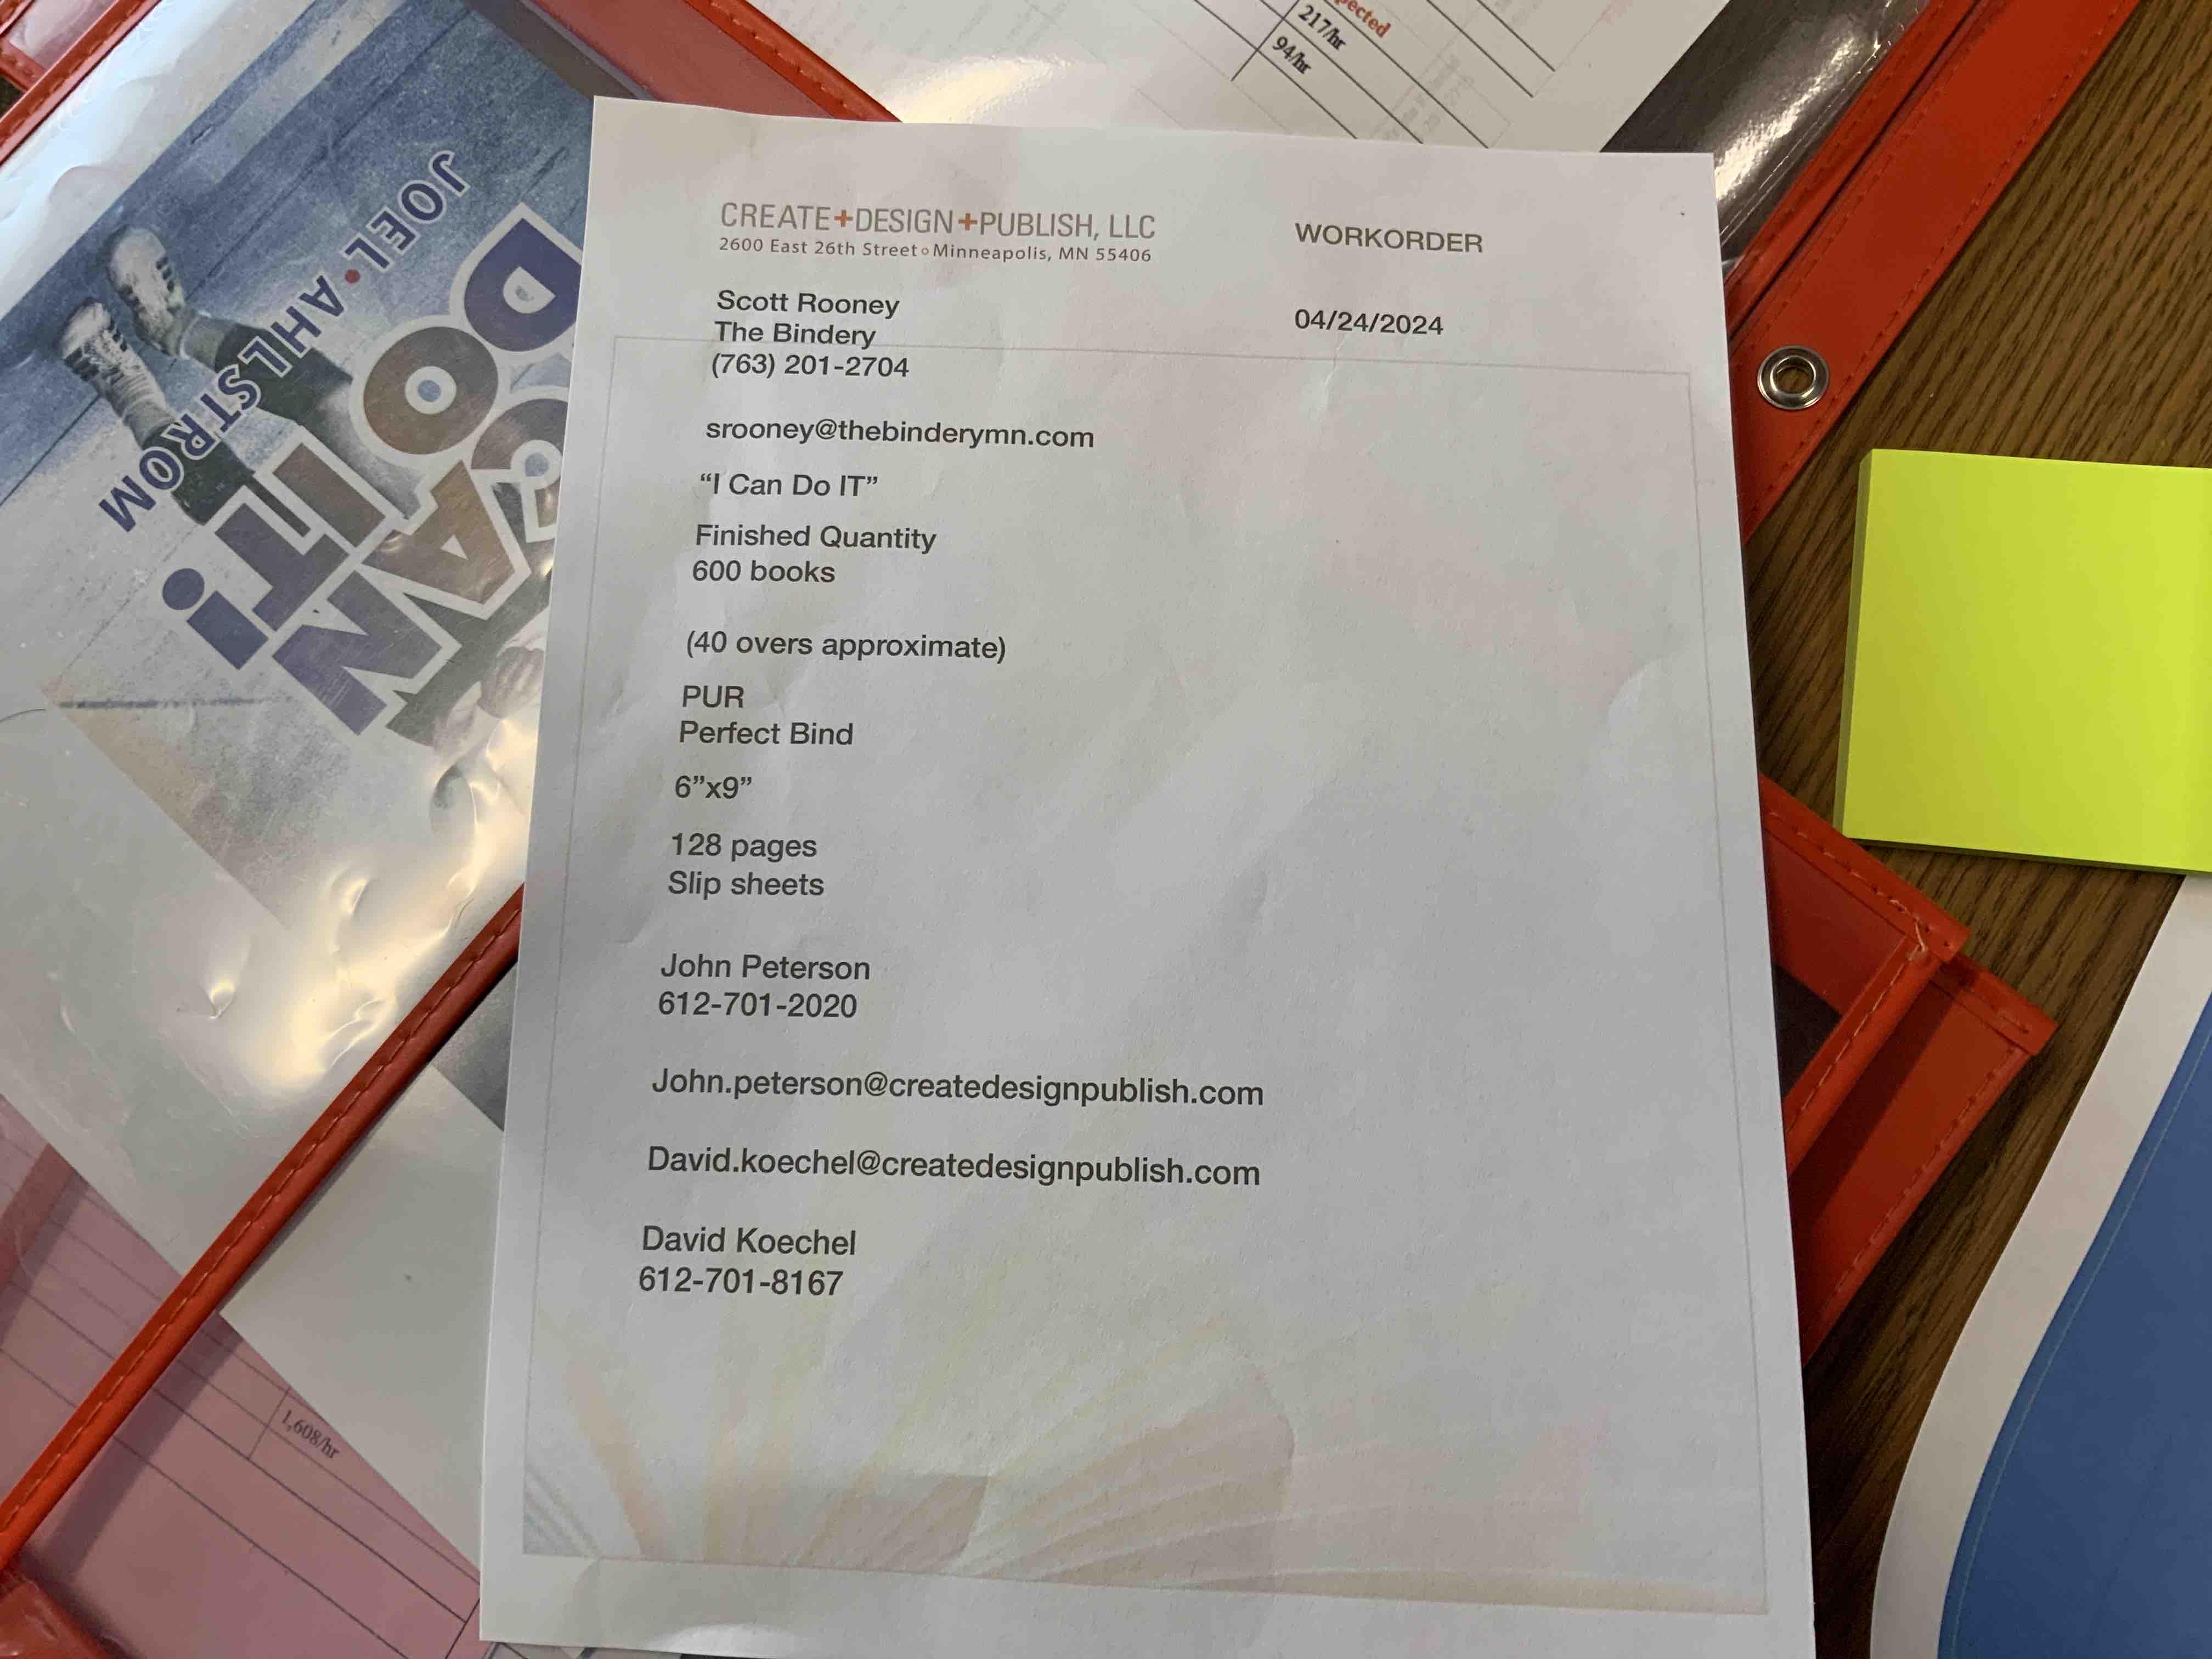 CREATE+DESIGN+PUBLISH, LLC
2600 East 26th Street ◦ Minneapolis, MN 55406
WORKORDER
Scott Rooney
The Bindery
(763) 201-2704
04/24/2024
srooney@thebinderymn.com
“I Can Do IT”
Finished Quantity
600 books
(40 overs approximate)
PUR
Perfect Bind
6”x9”
128 pages
Slip sheets
John Peterson
612-701-2020
John.peterson@createdesignpublish.com
David.koechel@createdesignpublish.com
David Koechel
612-701-8167
JOEL • AHLSTROM
CAN
DO
IT!
217/hr
94/hr
1,608/hr